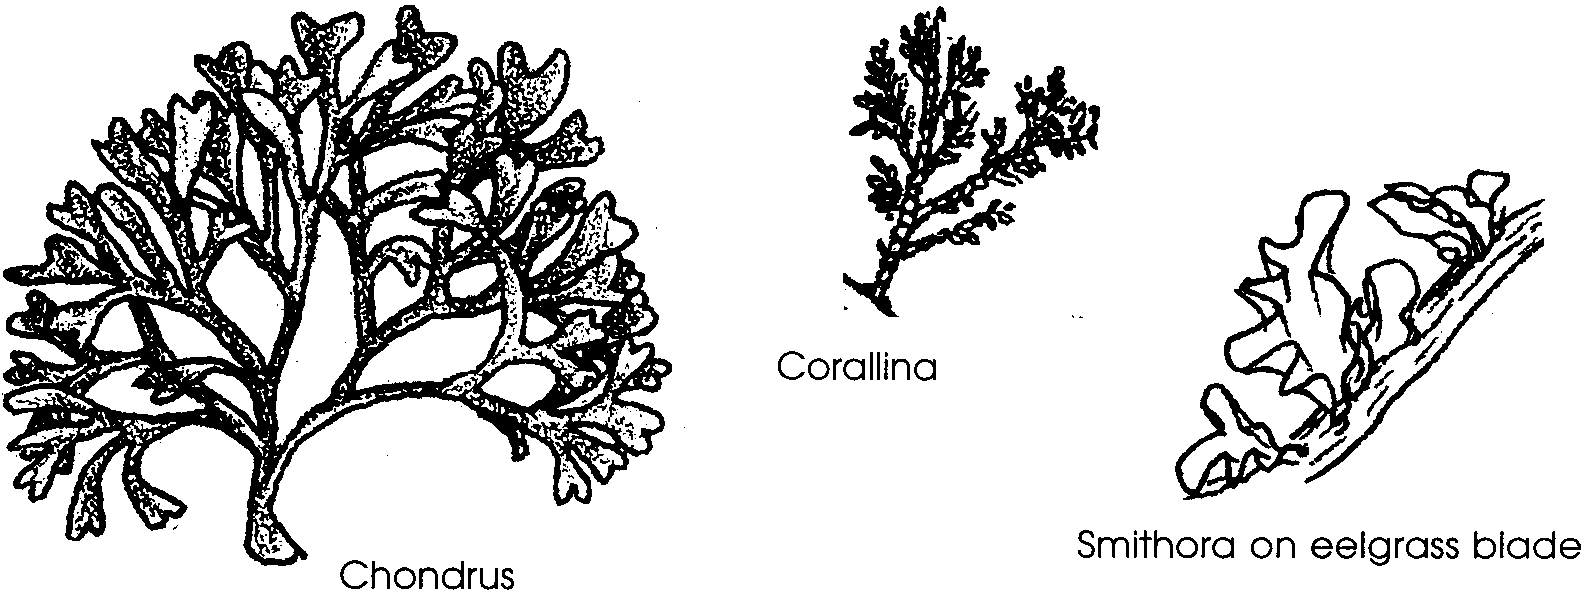 Corallina
Smithora on eelgrass blade
Chondrus